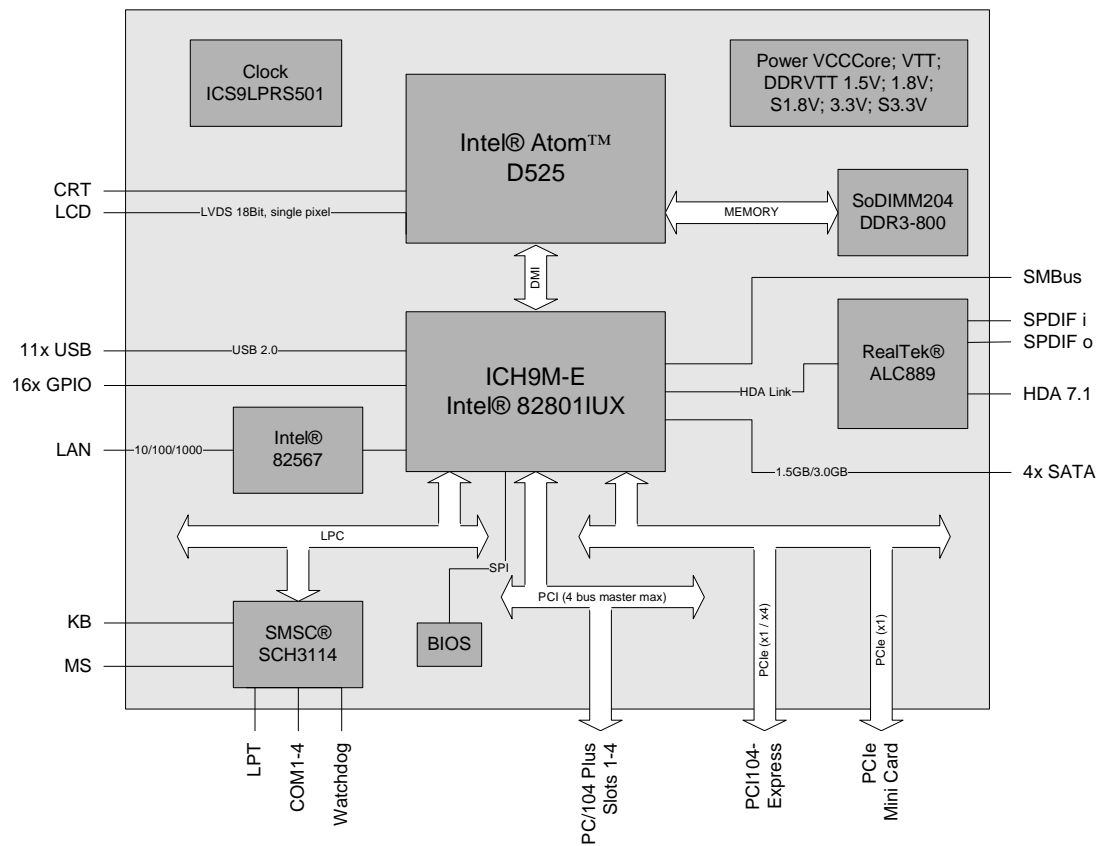 Clock
ICS9LPRS501
Power VCCCore; VTT;
DDRVTT 1.5V; 1.8V;
S1.8V; 3.3V; S3.3V
Intel® Atom™
D525
CRT
LCD
LVDS 18Bit, single pixel
MEMORY
SoDIMM204
DDR3-800
DMI
SMBus
SPDIF i
SPDIF o
RealTek®
ALC889
HDA Link
HDA 7.1
11x USB
USB 2.0
16x GPIO
ICH9M-E
Intel® 82801IUX
LAN
10/100/1000
Intel®
82567
1.5GB/3.0GB
4x SATA
LPC
SPI
PCI (4 bus master max)
PCIe (x1 / x4)
PCIe (x1)
KB
MS
SMSC®
SCH3114
BIOS
LPT
COM1-4
Watchdog
PC/104 Plus
Slots 1-4
PCI104-
Express
PCIe
Mini Card